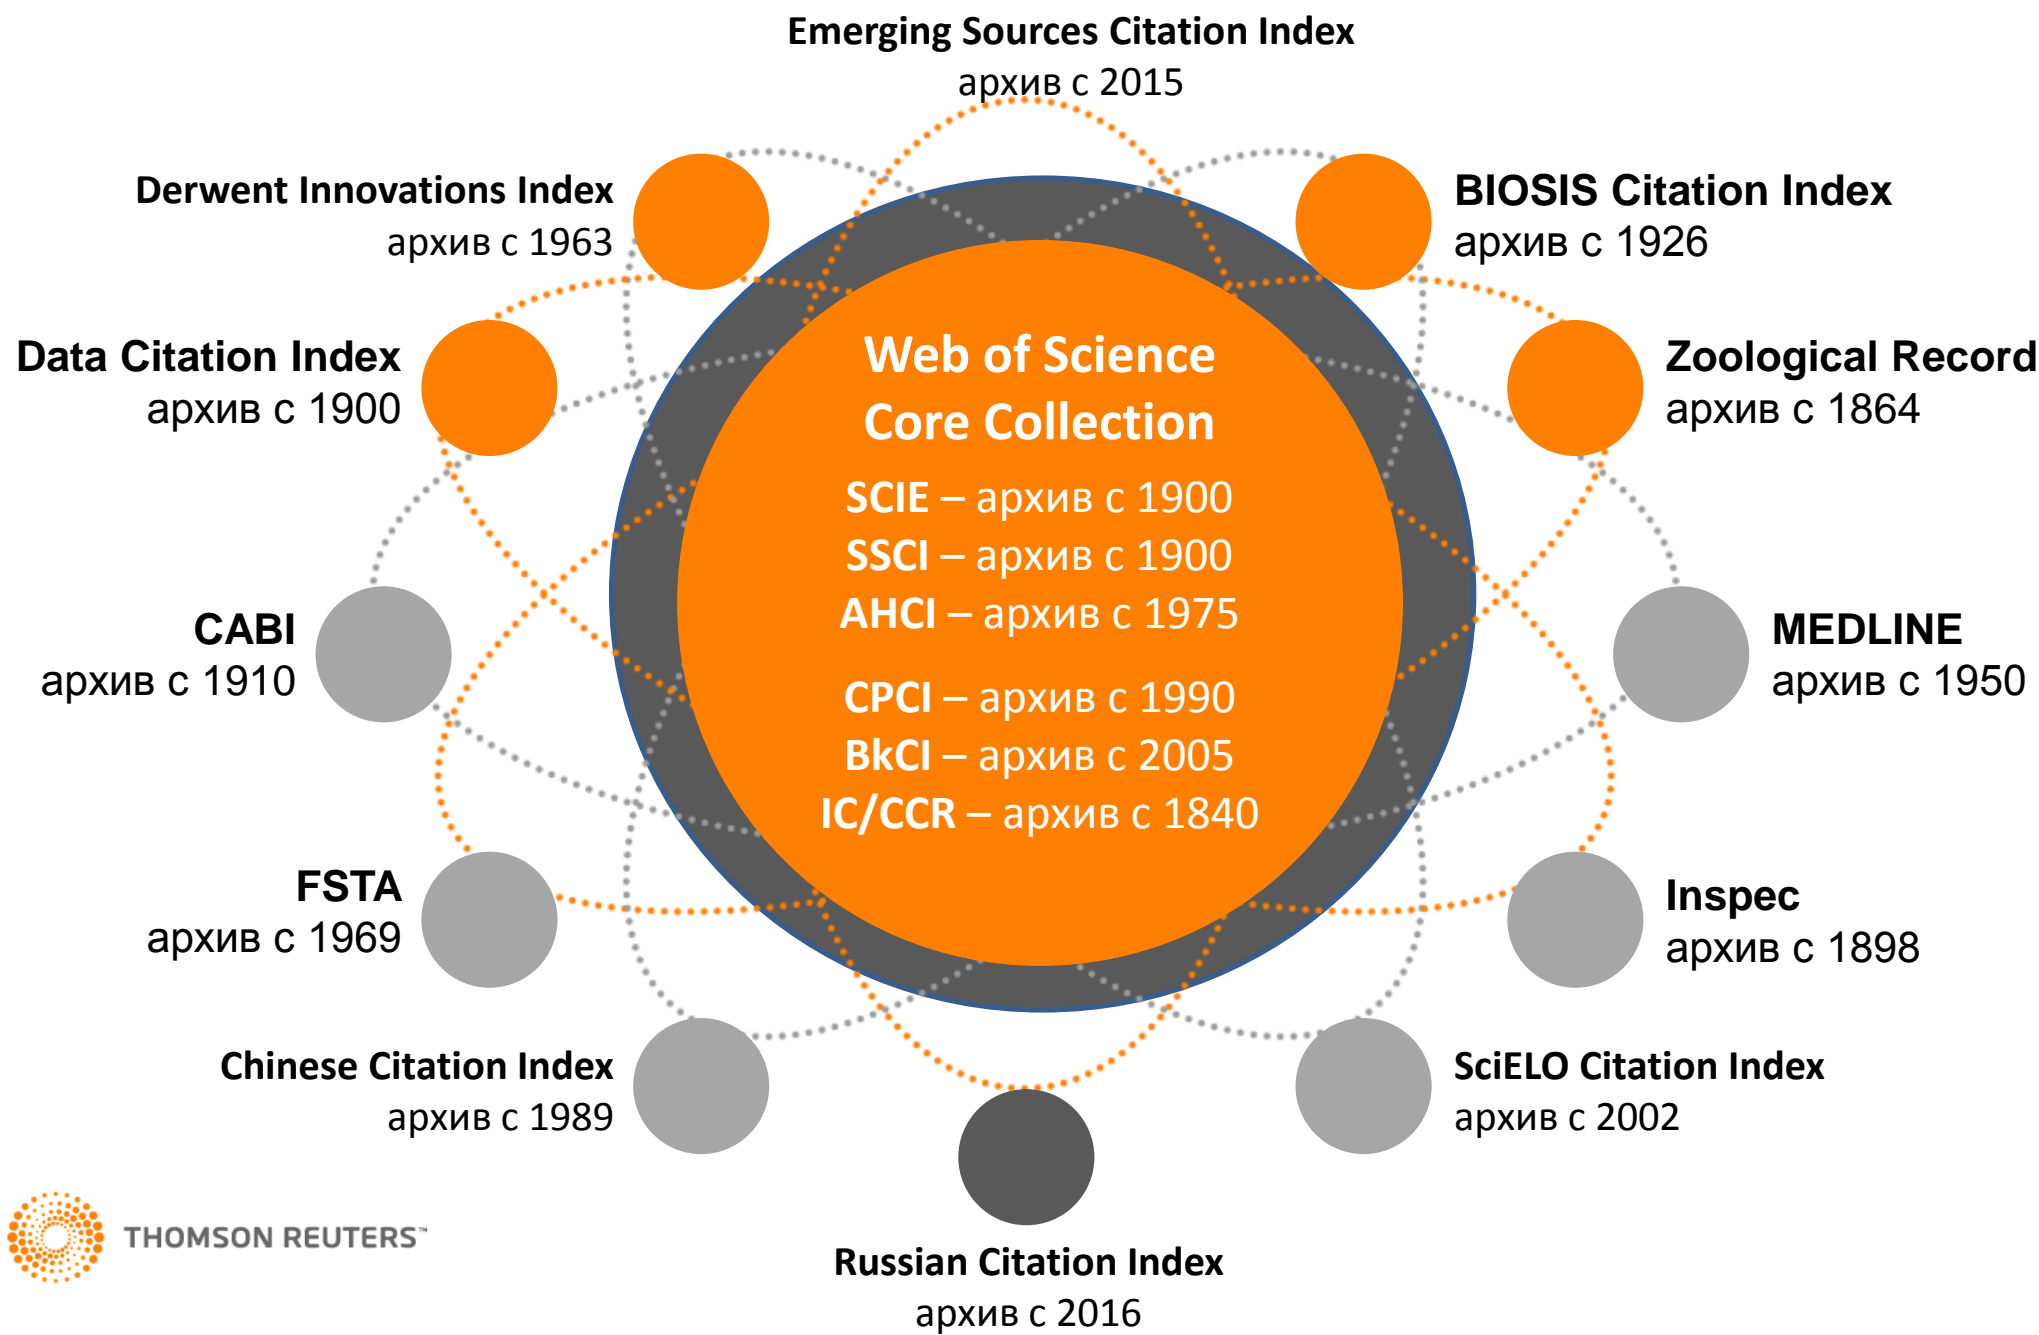 Emerging Sources Citation Index
архив с 2015
Derwent Innovations Index
архив с 1963
BIOSIS Citation Index
архив с 1926
Data Citation Index
архив с 1900
Zoological Record
архив с 1864
Web of Science
Core Collection
SCIE – архив с 1900
SSCI – архив с 1900
AHCI – архив с 1975
CPCI – архив с 1990
BkCI – архив с 2005
IC/CCR – архив с 1840
CABI
архив с 1910
MEDLINE
архив с 1950
FSTA
архив с 1969
Inspec
архив с 1898
Chinese Citation Index
архив с 1989
SciELO Citation Index
архив с 2002
THOMSON REUTERS™
Russian Citation Index
архив с 2016